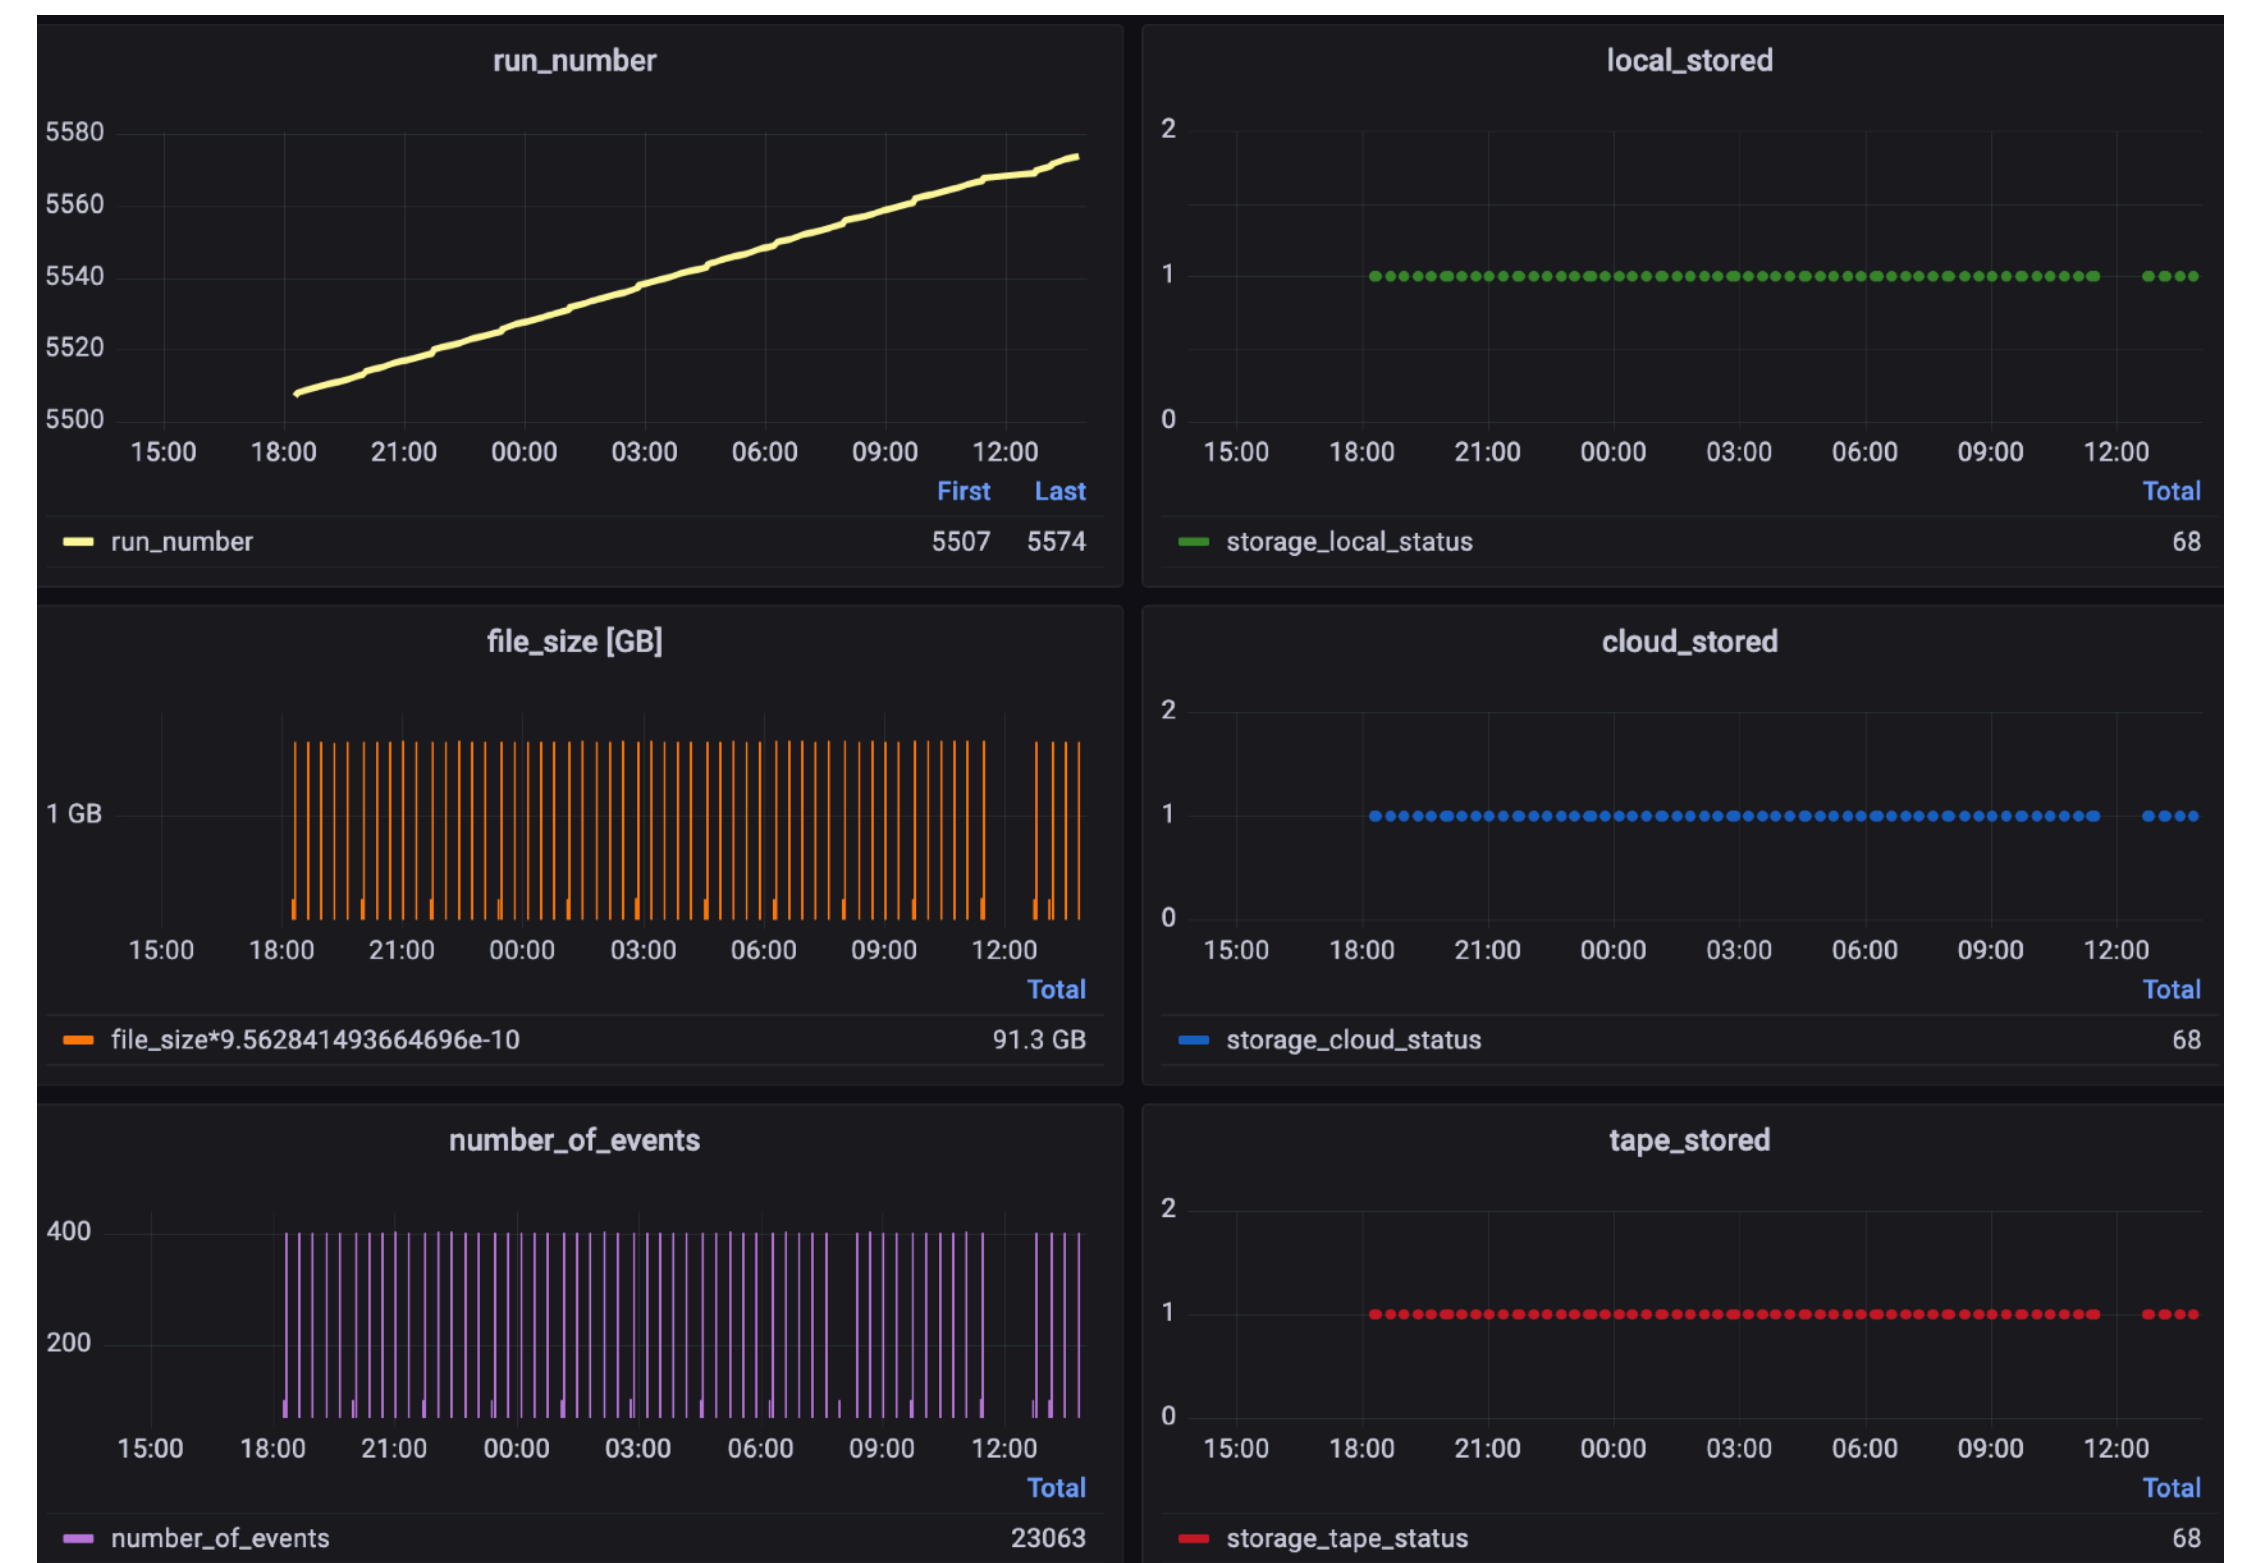 run_number
5580
5560
5540
5520
5500
15:00 18:00 21:00 00:00 03:00 06:00 09:00 12:00
First Last
run_number 5507 5574
local_stored
2
1
0
15:00 18:00 21:00 00:00 03:00 06:00 09:00 12:00
Total
storage_local_status 68
file_size [GB]
1 GB
15:00 18:00 21:00 00:00 03:00 06:00 09:00 12:00
Total
file_size*9.562841493664696e-10 91.3 GB
cloud_stored
2
1
0
15:00 18:00 21:00 00:00 03:00 06:00 09:00 12:00
Total
storage_cloud_status 68
number_of_events
400
200
15:00 18:00 21:00 00:00 03:00 06:00 09:00 12:00
Total
number_of_events 23063
tape_stored
2
1
0
15:00 18:00 21:00 00:00 03:00 06:00 09:00 12:00
Total
storage_tape_status 68